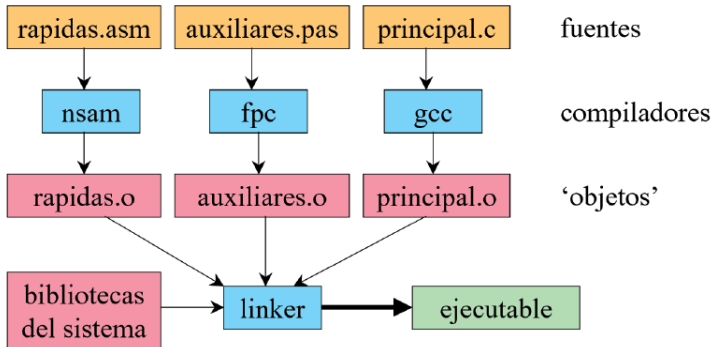 rapidas.asm auxiliares.pas principal.c fuentes
nsam fpc gcc compiladores
rapidas.o auxiliares.o principal.o ‘objetos’
bibliotecas
del sistema
linker
ejecutable